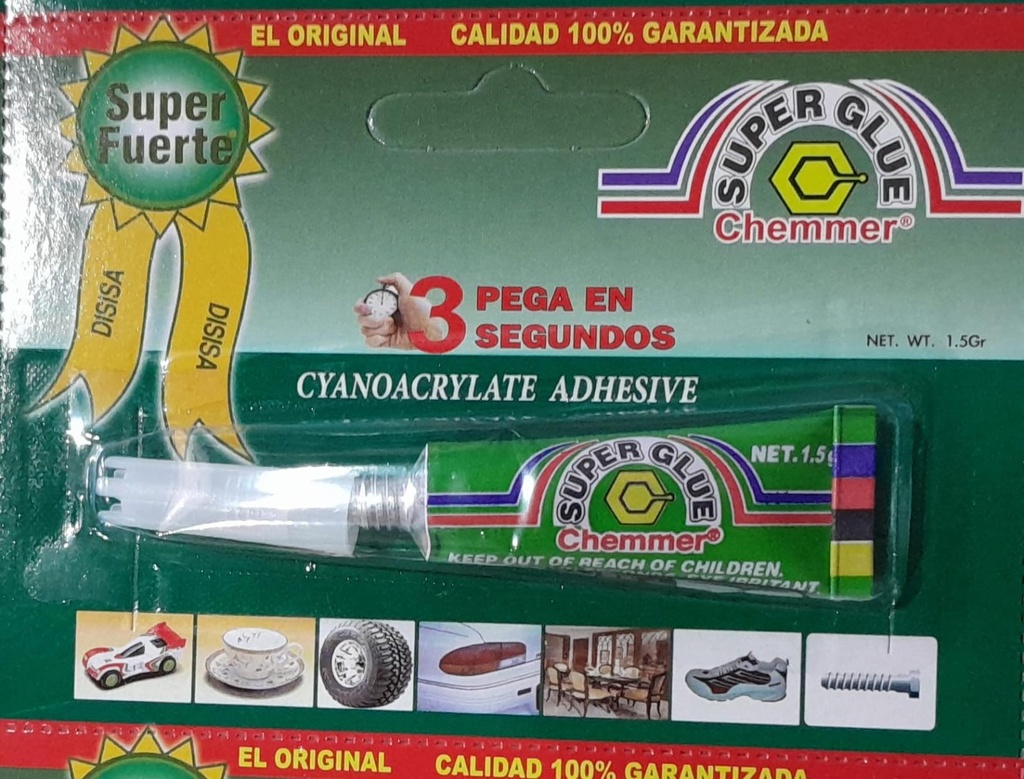 EL ORIGINAL CALIDAD 100% GARANTIZADA
Super
Fuerte
DISISA
DISISA
SUPER GLUE
Chemmer®
3 PEGA EN
SEGUNDOS
NET. WT. 1.5Gr
CYANOACRYLATE ADHESIVE
SUPER GLUE
Chemmer®
NET. 1.5g
KEEP OUT OF REACH OF CHILDREN.
EYE IRRITANT
EL ORIGINAL CALIDAD 100% GARANTIZADA